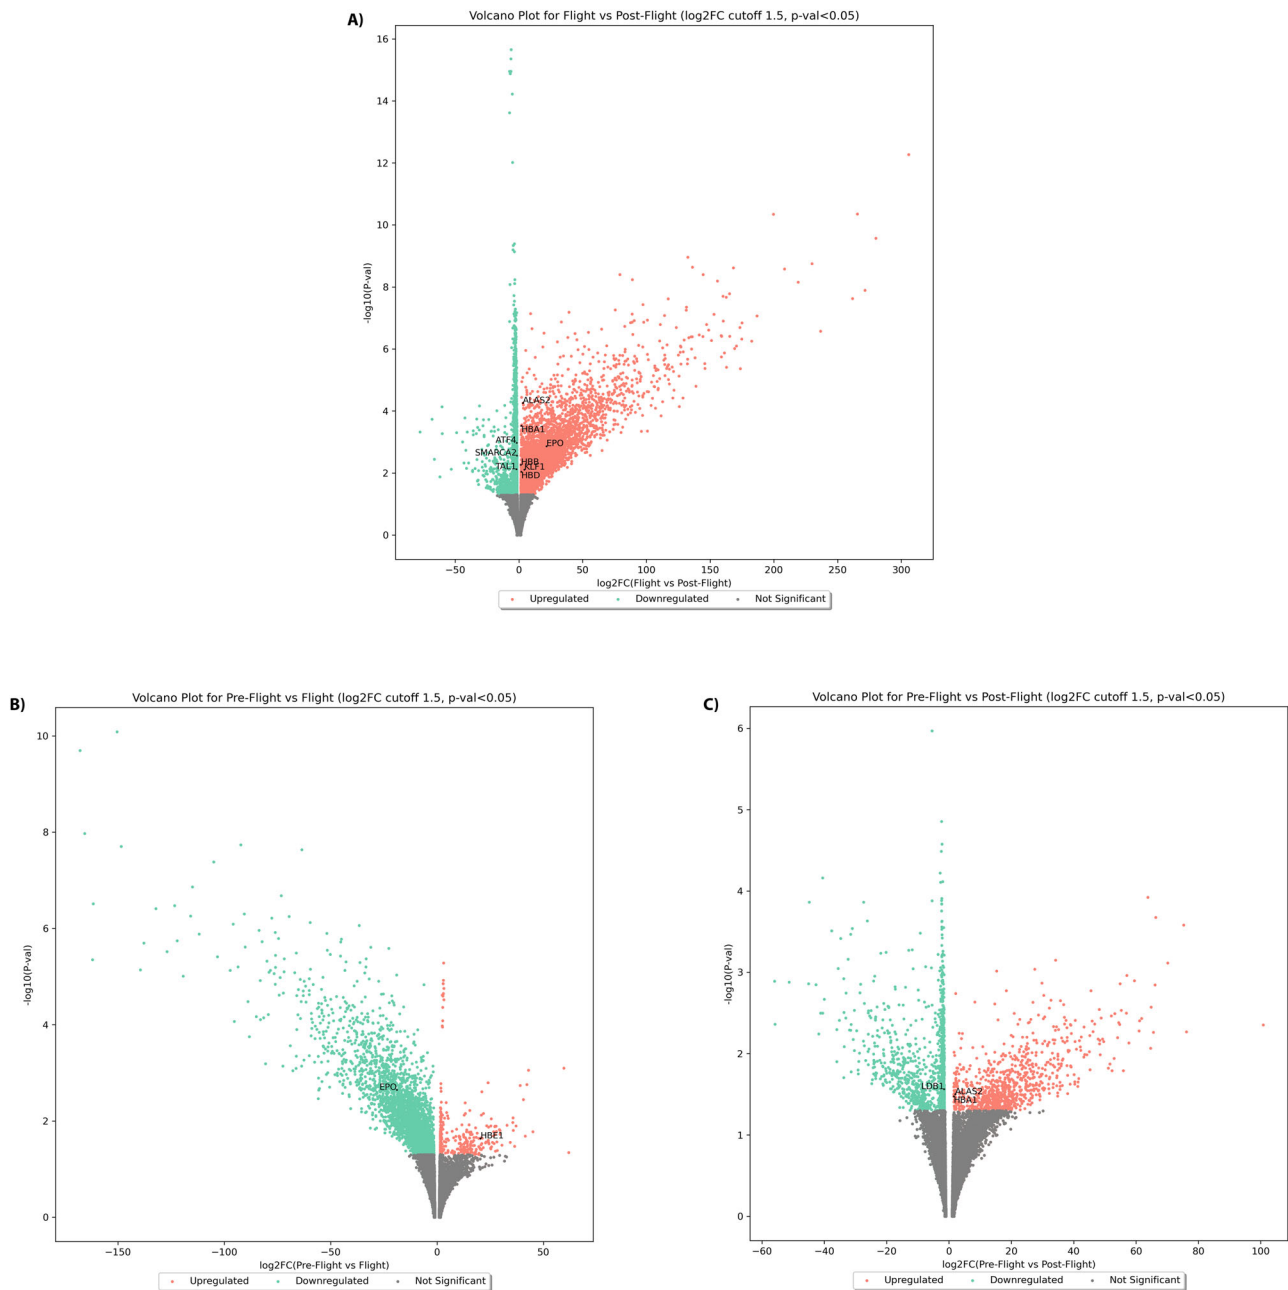 A)
Volcano Plot for Flight vs Post-Flight (log2FC cutoff 1.5, p-val<0.05)
16
14
12
10
8
6
4
2
0
-log10(P-val)
ALAS2
HBA1
ATF4
EPO
SMARCA2
HBB
TAL1
KLF1
HBD
−50
0
50
100
150
200
250
300
log2FC(Flight vs Post-Flight)
Upregulated
Downregulated
Not Significant
B)
Volcano Plot for Pre-Flight vs Flight (log2FC cutoff 1.5, p-val<0.05)
10
8
6
4
2
0
-log10(P-val)
EPO
HBE1
−150
−100
−50
0
50
log2FC(Pre-Flight vs Flight)
Upregulated
Downregulated
Not Significant
C)
Volcano Plot for Pre-Flight vs Post-Flight (log2FC cutoff 1.5, p-val<0.05)
6
5
4
3
2
1
0
-log10(P-val)
LDB1
ALAS2
HBA1
−60
−40
−20
0
20
40
60
80
100
log2FC(Pre-Flight vs Post-Flight)
Upregulated
Downregulated
Not Significant